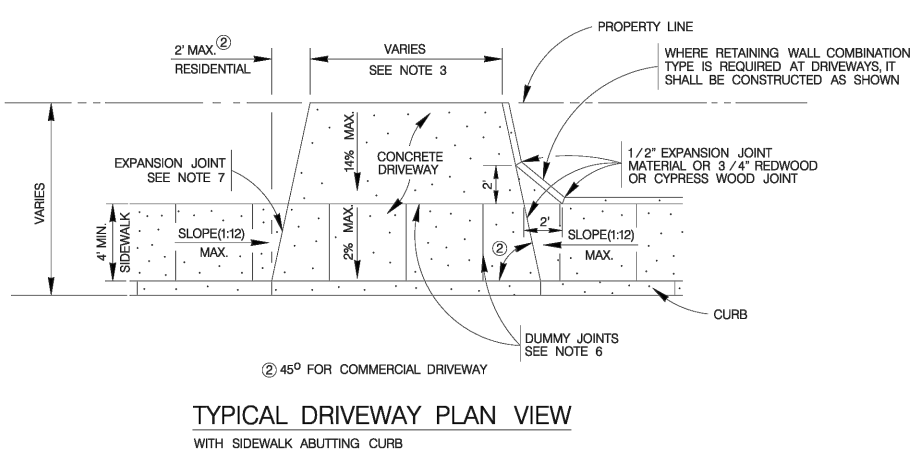 PROPERTY LINE
2' MAX. ②
RESIDENTIAL
VARIES
SEE NOTE 3
WHERE RETAINING WALL COMBINATION
TYPE IS REQUIRED AT DRIVEWAYS, IT
SHALL BE CONSTRUCTED AS SHOWN
EXPANSION JOINT
SEE NOTE 7
14% MAX.
CONCRETE
DRIVEWAY
1/2" EXPANSION JOINT
MATERIAL OR 3/4" REDWOOD
OR CYPRESS WOOD JOINT
VARIES
2'
4' MIN.
SIDEWALK
SLOPE(1:12)
MAX.
2% MAX.
2'
②
SLOPE(1:12)
MAX.
CURB
DUMMY JOINTS
SEE NOTE 6
② 45° FOR COMMERCIAL DRIVEWAY
TYPICAL DRIVEWAY PLAN VIEW
WITH SIDEWALK ABUTTING CURB